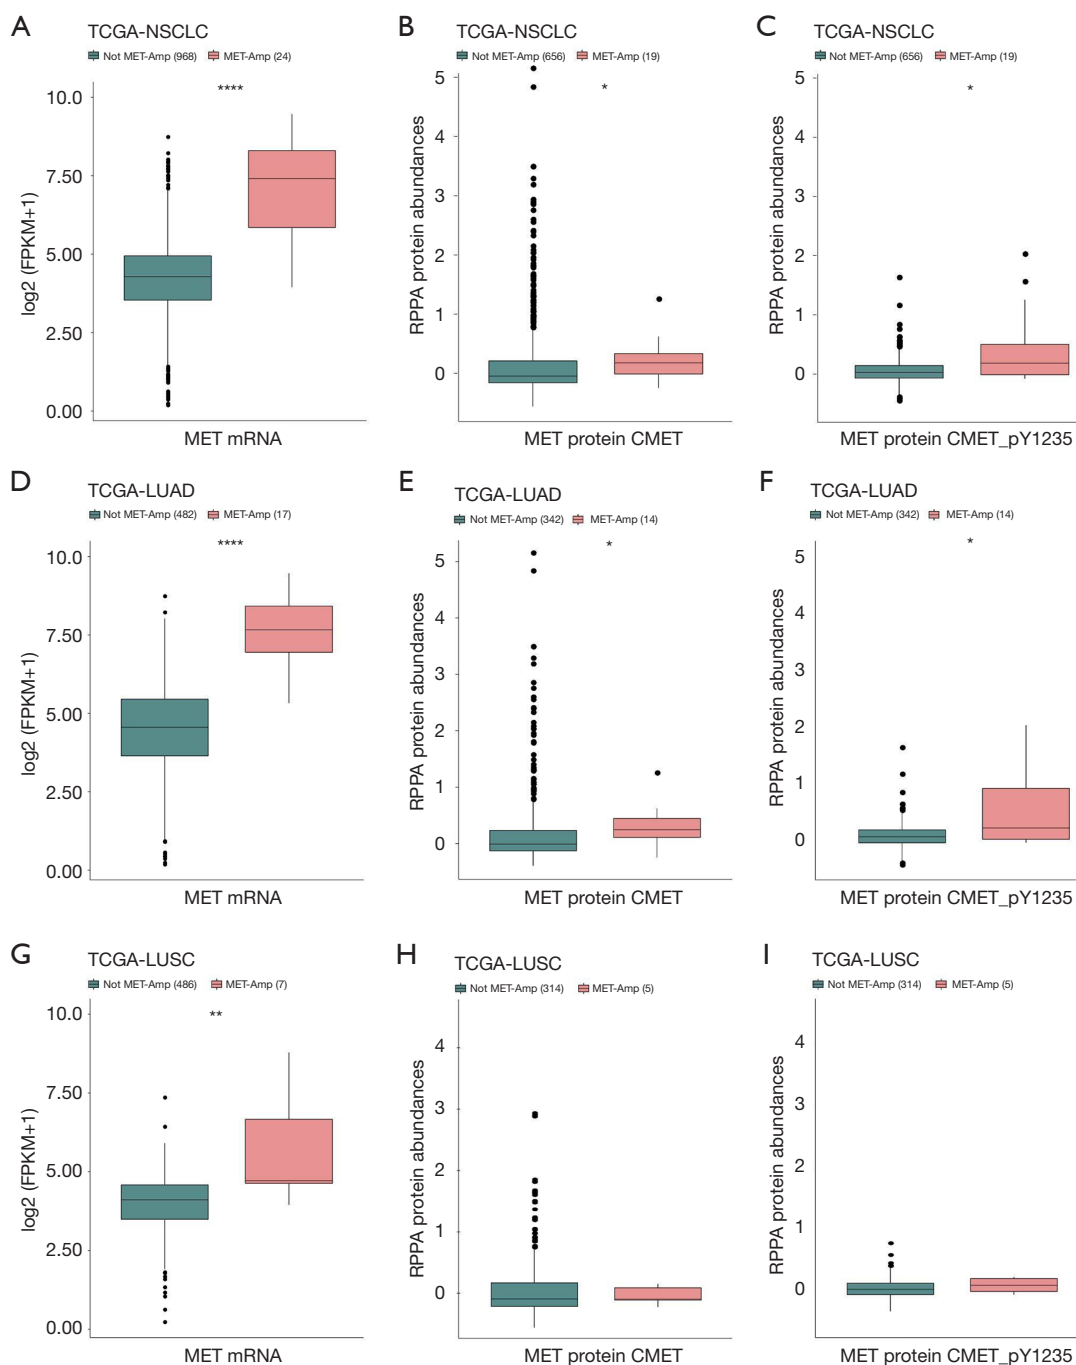 A
TCGA-NSCLC
Not MET-Amp (968) MET-Amp (24)
****
10.0
7.50
5.00
2.50
0.00
log2 (FPKM+1)
MET mRNA
B
TCGA-NSCLC
Not MET-Amp (656) MET-Amp (19)
*
5
4
3
2
1
0
RPPA protein abundances
MET protein CMET
C
TCGA-NSCLC
Not MET-Amp (656) MET-Amp (19)
*
5
4
3
2
1
0
RPPA protein abundances
MET protein CMET_pY1235
D
TCGA-LUAD
Not MET-Amp (482) MET-Amp (17)
****
10.0
7.50
5.00
2.50
0.00
log2 (FPKM+1)
MET mRNA
E
TCGA-LUAD
Not MET-Amp (342) MET-Amp (14)
*
5
4
3
2
1
0
RPPA protein abundances
MET protein CMET
F
TCGA-LUAD
Not MET-Amp (342) MET-Amp (14)
*
5
4
3
2
1
0
RPPA protein abundances
MET protein CMET_pY1235
G
TCGA-LUSC
Not MET-Amp (486) MET-Amp (7)
**
10.0
7.50
5.00
2.50
0.00
log2 (FPKM+1)
MET mRNA
H
TCGA-LUSC
Not MET-Amp (314) MET-Amp (5)
4
3
2
1
0
RPPA protein abundances
MET protein CMET
I
TCGA-LUSC
Not MET-Amp (314) MET-Amp (5)
4
3
2
1
0
RPPA protein abundances
MET protein CMET_pY1235